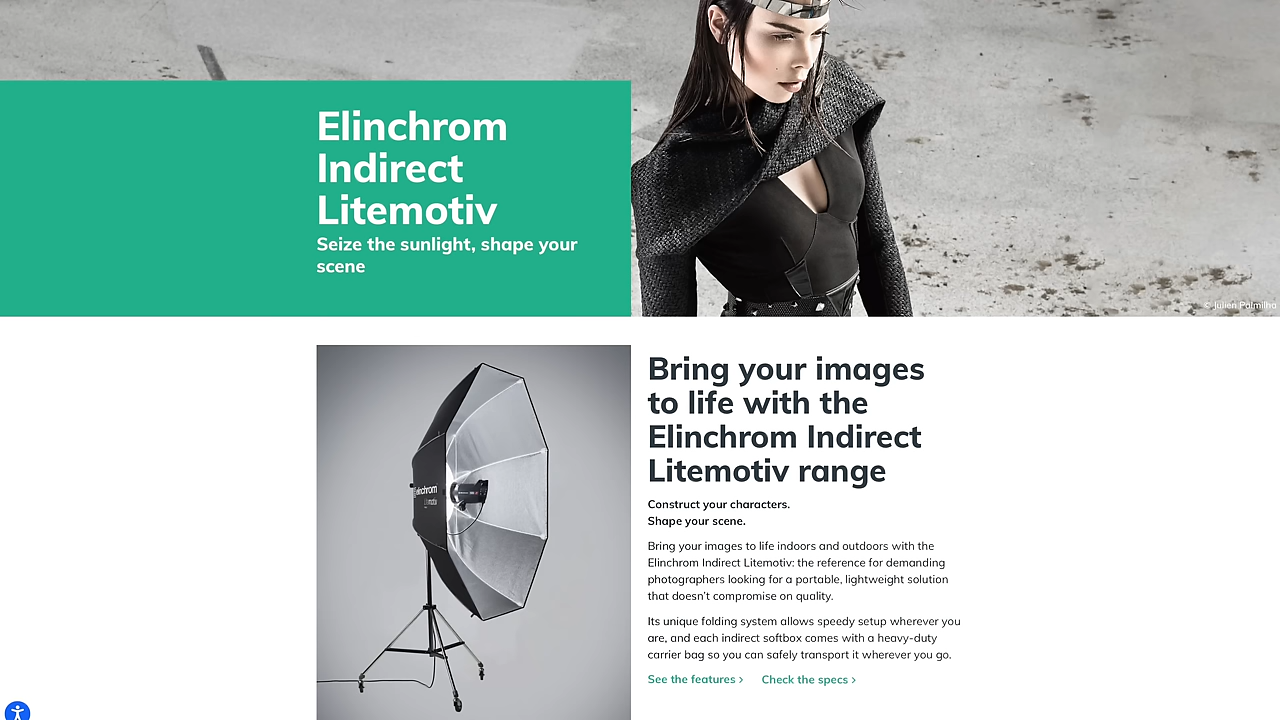 Elinchrom
Indirect
Litemotiv
Seize the sunlight, shape your
scene
© Julien Palmilha
elinchrom
Bring your images
to life with the
Elinchrom Indirect
Litemotiv range
Construct your characters.
Shape your scene.
Bring your images to life indoors and outdoors with the
Elinchrom Indirect Litemotiv: the reference for demanding
photographers looking for a portable, lightweight solution
that doesn’t compromise on quality.
Its unique folding system allows speedy setup wherever you
are, and each indirect softbox comes with a heavy-duty
carrier bag so you can safely transport it wherever you go.
See the features
Check the specs